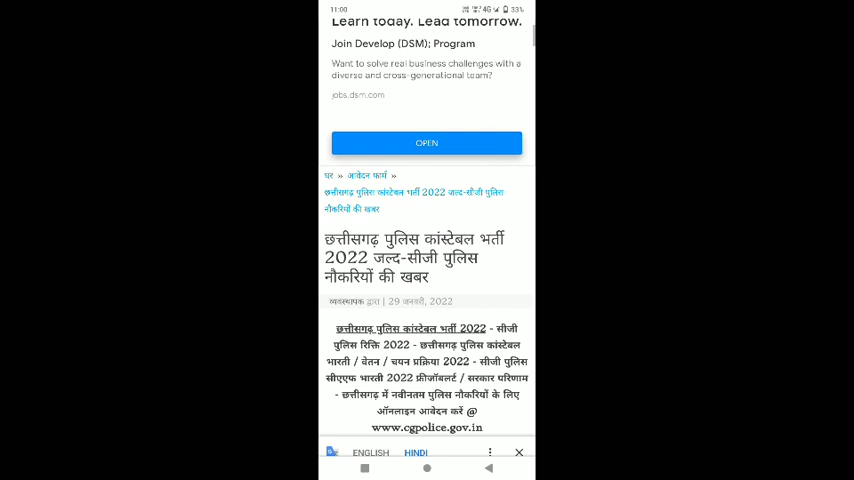 11:00
4G
33%
Learn today. Lead tomorrow.
Join Develop (DSM); Program
Want to solve real business challenges with a
diverse and cross-generational team?
jobs.dsm.com
OPEN
घर » आवेदन फार्म »
छत्तीसगढ़ पुलिस कांस्टेबल भर्ती 2022 जल्द-सीजी पुलिस
नौकरियों की खबर
छत्तीसगढ़ पुलिस कांस्टेबल भर्ती
2022 जल्द-सीजी पुलिस
नौकरियों की खबर
व्यवस्थापक द्वारा | 29 जनवरी, 2022
छत्तीसगढ़ पुलिस कांस्टेबल भर्ती 2022 - सीजी
पुलिस रिक्ति 2022 - छत्तीसगढ़ पुलिस कांस्टेबल
भारती / वेतन / चयन प्रक्रिया 2022 - सीजी पुलिस
सीएएफ भारती 2022 फ्रीजॉबलर्ट / सरकार परिणाम
- छत्तीसगढ़ में नवीनतम पुलिस नौकरियों के लिए
ऑनलाइन आवेदन करें @
www.cgpolice.gov.in
ENGLISH HINDI